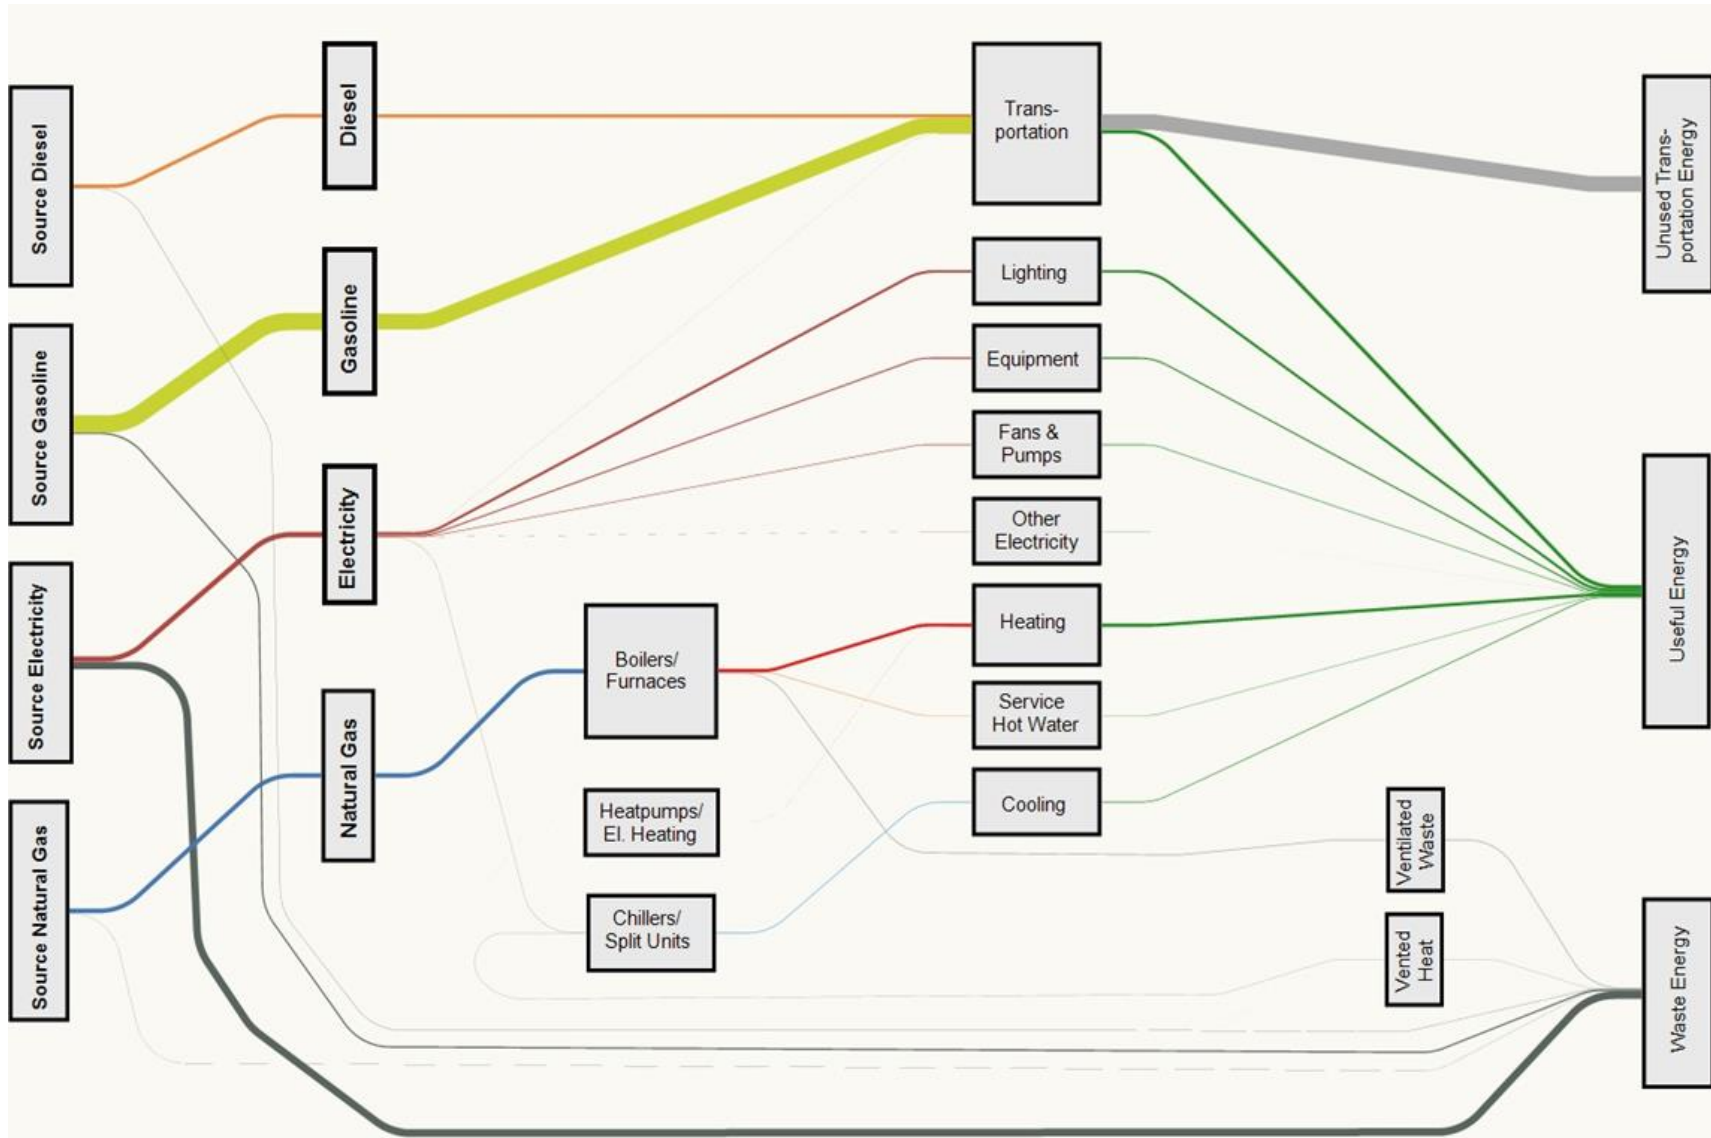 Source Diesel
Source Gasoline
Source Electricity
Source Natural Gas
Diesel
Gasoline
Electricity
Natural Gas
Boilers/
Furnaces
Heatpumps/
El. Heating
Chillers/
Split Units
Trans-
portation
Lighting
Equipment
Fans &
Pumps
Other
Electricity
Heating
Service
Hot Water
Cooling
Ventilated
Waste
Vented
Heat
Unused Trans-
portation Energy
Useful Energy
Waste Energy